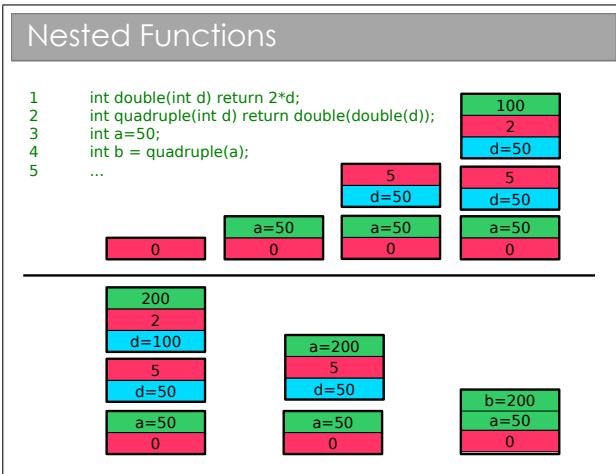 Nested Functions
1 int double(int d) return 2*d;
2 int quadruple(int d) return double(double(d));
3 int a=50;
4 int b = quadruple(a);
5 ...
0
a=50
0
5
d=50
a=50
0
100
2
d=50
5
d=50
a=50
0
200
2
d=100
5
d=50
a=50
0
a=200
5
d=50
a=50
0
b=200
a=50
0